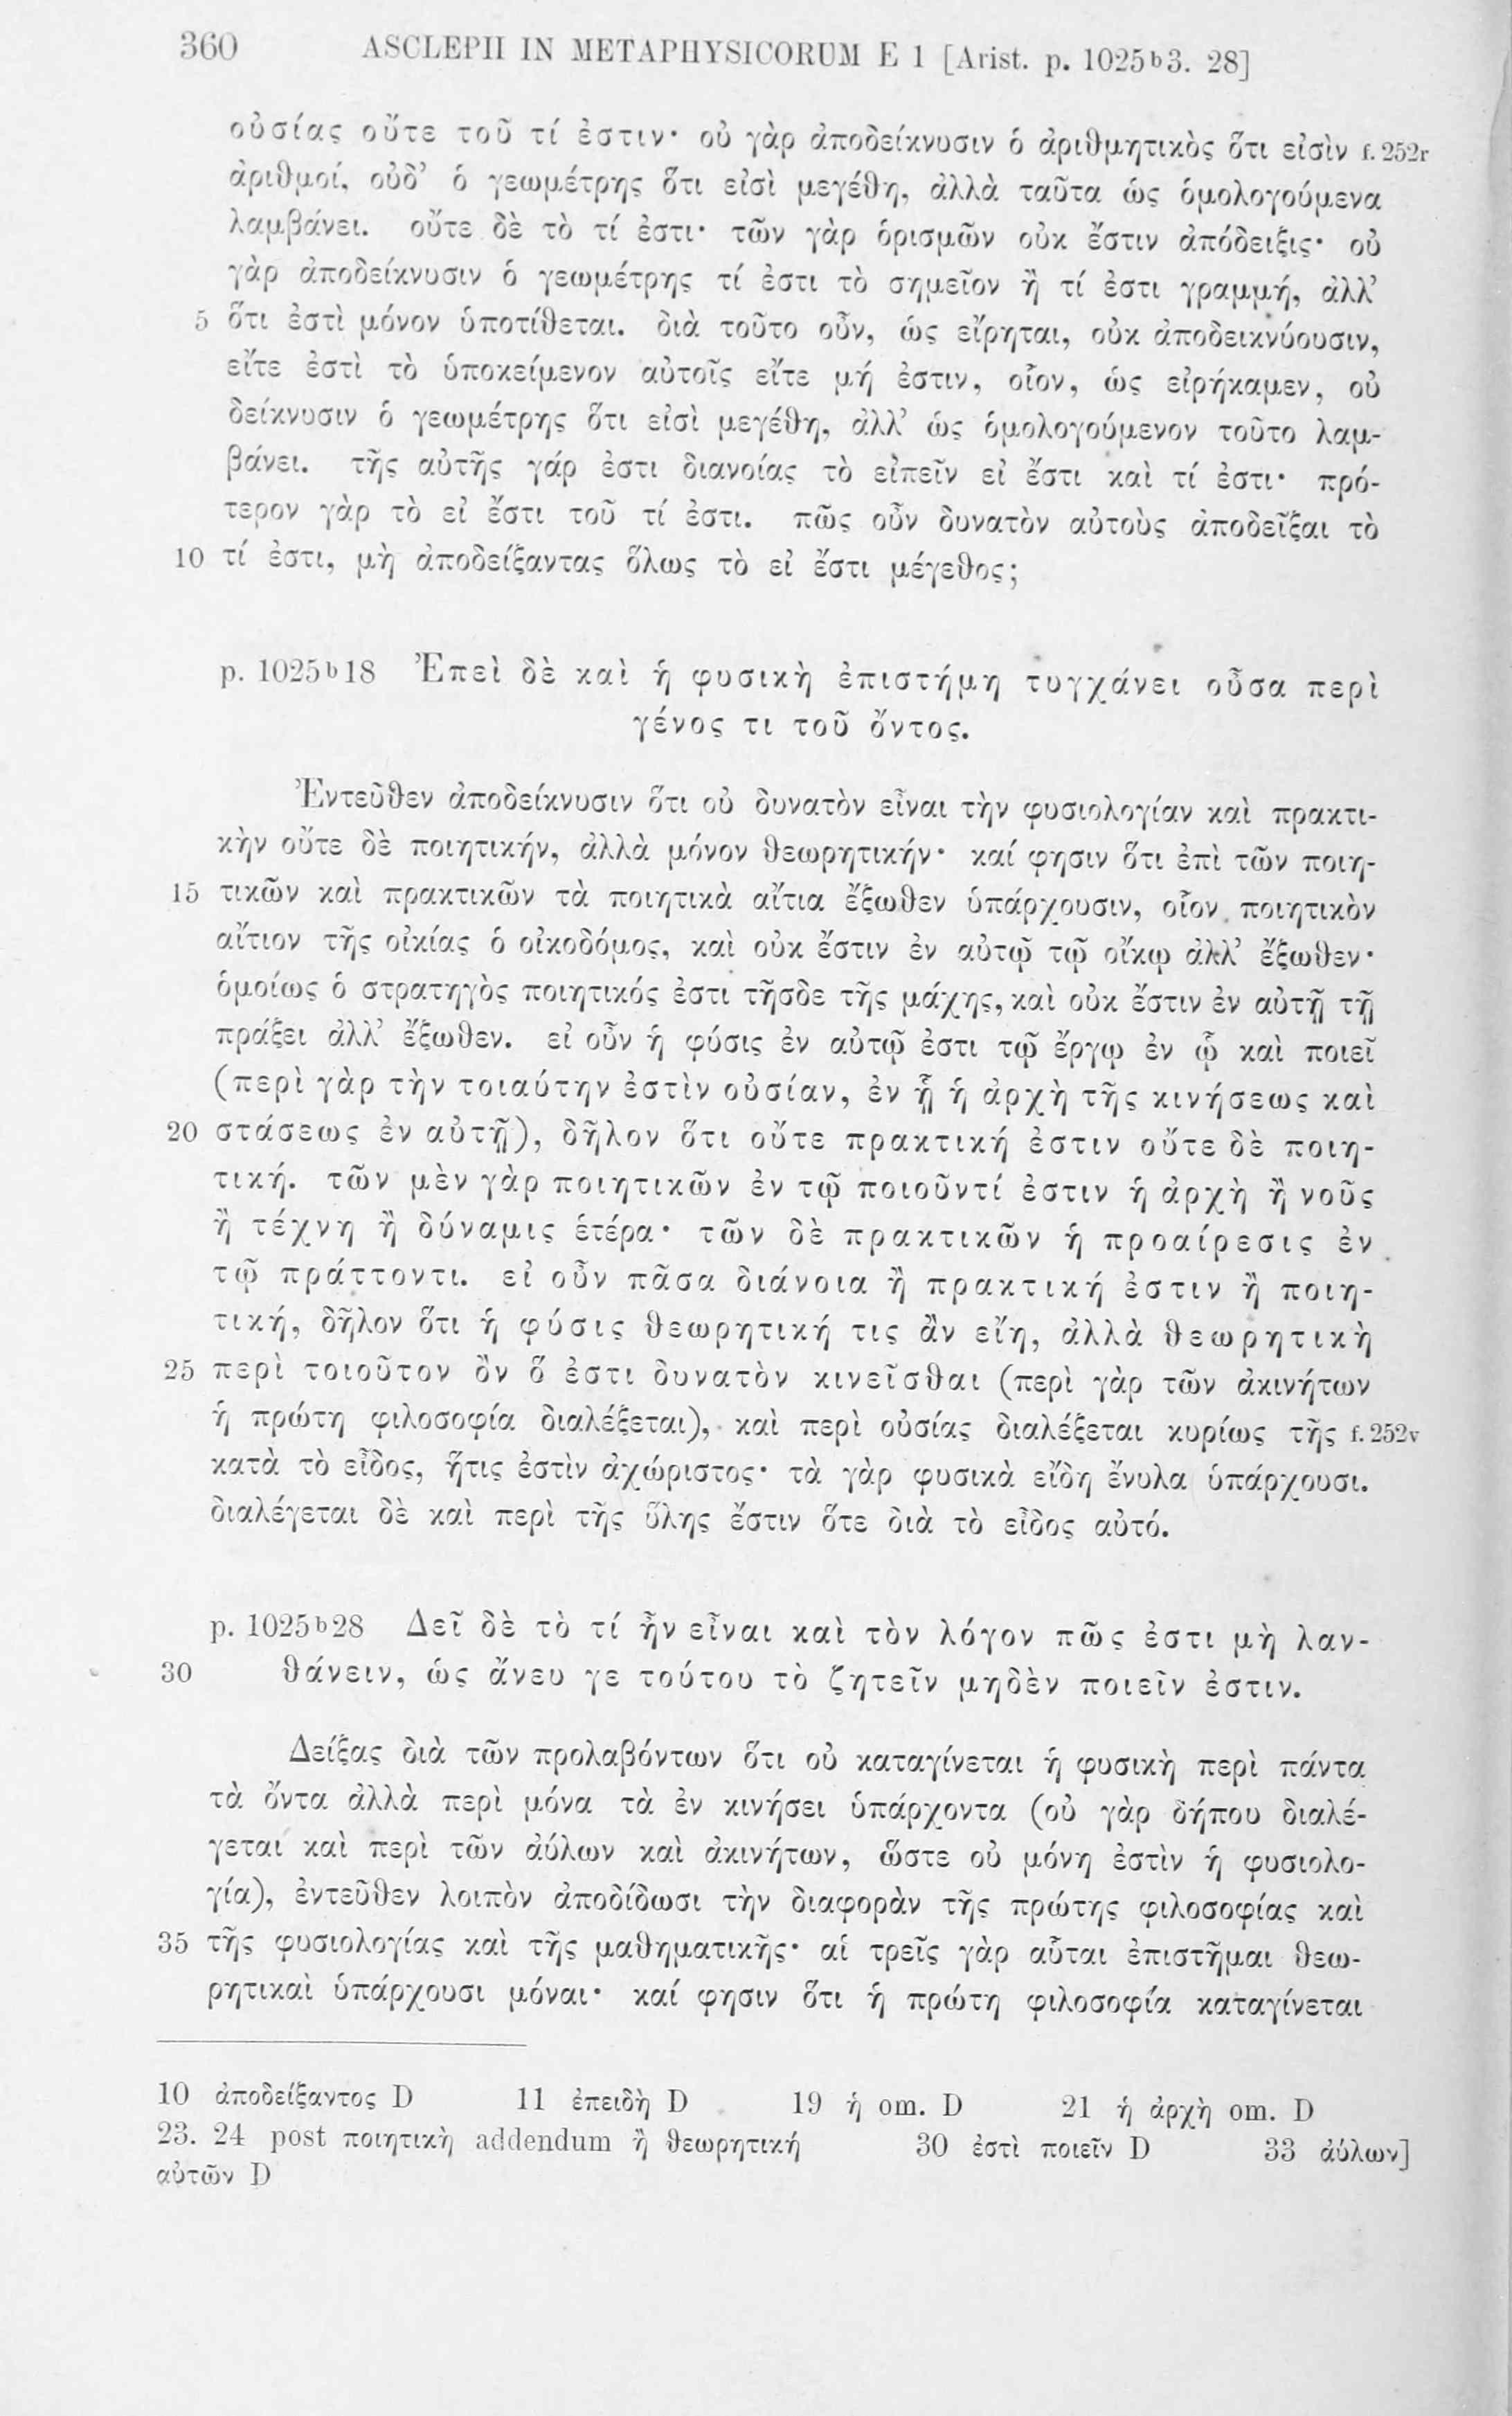 360 ASCLEPII IN METAPHYSICORUM E 1 [Arist. p. 1025b3. 28]
οὐσίας οὔτε τοῦ τί ἐστιν· οὐ γὰρ ἀποδείκνυσιν ὁ ἀριθμητικὸς ὅτι εἰσὶν f. 252r
ἀριθμοί, οὐδ’ ὁ γεωμέτρης ὅτι εἰσὶ μεγέθη, ἀλλὰ ταῦτα ὡς ὁμολογούμενα
λαμβάνει. οὔτε δὲ τὸ τί ἐστι· τῶν γὰρ ὁρισμῶν οὐκ ἔστιν ἀπόδειξις· οὐ
γὰρ ἀποδείκνυσιν ὁ γεωμέτρης τί ἐστι τὸ σημεῖον ἢ τί ἐστι γραμμή, ἀλλ’
5 ὅτι ἐστὶ μόνον ὑποτίθεται. διὰ τοῦτο οὖν, ὡς εἴρηται, οὐκ ἀποδεικνύουσιν,
εἴτε ἐστὶ τὸ ὑποκείμενον αὐτοῖς εἴτε μή ἐστιν, οἷον, ὡς εἰρήκαμεν, οὐ
δείκνυσιν ὁ γεωμέτρης ὅτι εἰσὶ μεγέθη, ἀλλ’ ὡς ὁμολογούμενον τοῦτο λαμ-
βάνει. τῆς αὐτῆς γάρ ἐστι διανοίας τὸ εἰπεῖν εἰ ἔστι καὶ τί ἐστι· πρό-
τερον γὰρ τὸ εἰ ἔστι τοῦ τί ἐστι. πῶς οὖν δυνατὸν αὐτοὺς ἀποδεῖξαι τὸ
10 τί ἐστι, μὴ ἀποδείξαντας ὅλως τὸ εἰ ἔστι μέγεθος;
p. 1025b18 Ἐπεὶ δὲ καὶ ἡ φυσικὴ ἐπιστήμη τυγχάνει οὖσα περὶ
γένος τι τοῦ ὄντος.
Ἐντεῦθεν ἀποδείκνυσιν ὅτι οὐ δυνατὸν εἶναι τὴν φυσιολογίαν καὶ πρακτι-
κὴν οὔτε δὲ ποιητικήν, ἀλλὰ μόνον θεωρητικήν· καί φησιν ὅτι ἐπὶ τῶν ποιη-
15 τικῶν καὶ πρακτικῶν τὰ ποιητικὰ αἴτια ἔξωθεν ὑπάρχουσιν, οἷον ποιητικὸν
αἴτιον τῆς οἰκίας ὁ οἰκοδόμος, καὶ οὐκ ἔστιν ἐν αὐτῷ τῷ οἴκῳ ἀλλ’ ἔξωθεν·
ὁμοίως ὁ στρατηγὸς ποιητικός ἐστι τῆσδε τῆς μάχης, καὶ οὐκ ἔστιν ἐν αὐτῇ τῇ
πράξει ἀλλ’ ἔξωθεν. εἰ οὖν ἡ φύσις ἐν αὐτῷ ἐστι τῷ ἔργῳ ἐν ᾧ καὶ ποιεῖ
(περὶ γὰρ τὴν τοιαύτην ἐστὶν οὐσίαν, ἐν ᾗ ἡ ἀρχὴ τῆς κινήσεως καὶ
20 στάσεως ἐν αὐτῇ), δῆλον ὅτι οὔτε πρακτική ἐστιν οὔτε δὲ ποιη-
τική. τῶν μὲν γὰρ ποιητικῶν ἐν τῷ ποιοῦντί ἐστιν ἡ ἀρχὴ ἢ νοῦς
ἢ τέχνη ἢ δύναμις ἑτέρα· τῶν δὲ πρακτικῶν ἡ προαίρεσις ἐν
τῷ πράττοντι. εἰ οὖν πᾶσα διάνοια ἢ πρακτική ἐστιν ἢ ποιη-
τική, δῆλον ὅτι ἡ φύσις θεωρητική τις ἂν εἴη, ἀλλὰ θεωρητικὴ
25 περὶ τοιοῦτον ὂν ὅ ἐστι δυνατὸν κινεῖσθαι (περὶ γὰρ τῶν ἀκινήτων
ἡ πρώτη φιλοσοφία διαλέξεται), καὶ περὶ οὐσίας διαλέξεται κυρίως τῆς f. 252v
κατὰ τὸ εἶδος, ἥτις ἐστὶν ἀχώριστος· τὰ γὰρ φυσικὰ εἴδη ἔνυλα ὑπάρχουσι.
διαλέγεται δὲ καὶ περὶ τῆς ὕλης ἔστιν ὅτε διὰ τὸ εἶδος αὐτό.
p. 1025b28 Δεῖ δὲ τὸ τί ἦν εἶναι καὶ τὸν λόγον πῶς ἐστι μὴ λαν-
30 θάνειν, ὡς ἄνευ γε τούτου τὸ ζητεῖν μηδὲν ποιεῖν ἐστιν.
Δείξας διὰ τῶν προλαβόντων ὅτι οὐ καταγίνεται ἡ φυσικὴ περὶ πάντα
τὰ ὄντα ἀλλὰ περὶ μόνα τὰ ἐν κινήσει ὑπάρχοντα (οὐ γὰρ δήπου διαλέ-
γεται καὶ περὶ τῶν ἀύλων καὶ ἀκινήτων, ὥστε οὐ μόνη ἐστὶν ἡ φυσιολο-
γία), ἐντεῦθεν λοιπὸν ἀποδίδωσι τὴν διαφορὰν τῆς πρώτης φιλοσοφίας καὶ
35 τῆς φυσιολογίας καὶ τῆς μαθηματικῆς· αἱ τρεῖς γὰρ αὗται ἐπιστῆμαι θεω-
ρητικαὶ ὑπάρχουσι μόναι· καί φησιν ὅτι ἡ πρώτη φιλοσοφία καταγίνεται
10 ἀποδείξαντος D 11 ἐπειδὴ D 19 ἡ om. D 21 ἡ ἀρχὴ om. D
23. 24 post ποιητικὴ addendum ἢ θεωρητική 30 ἐστὶ ποιεῖν D 33 ἀύλων]
αὐτῶν D